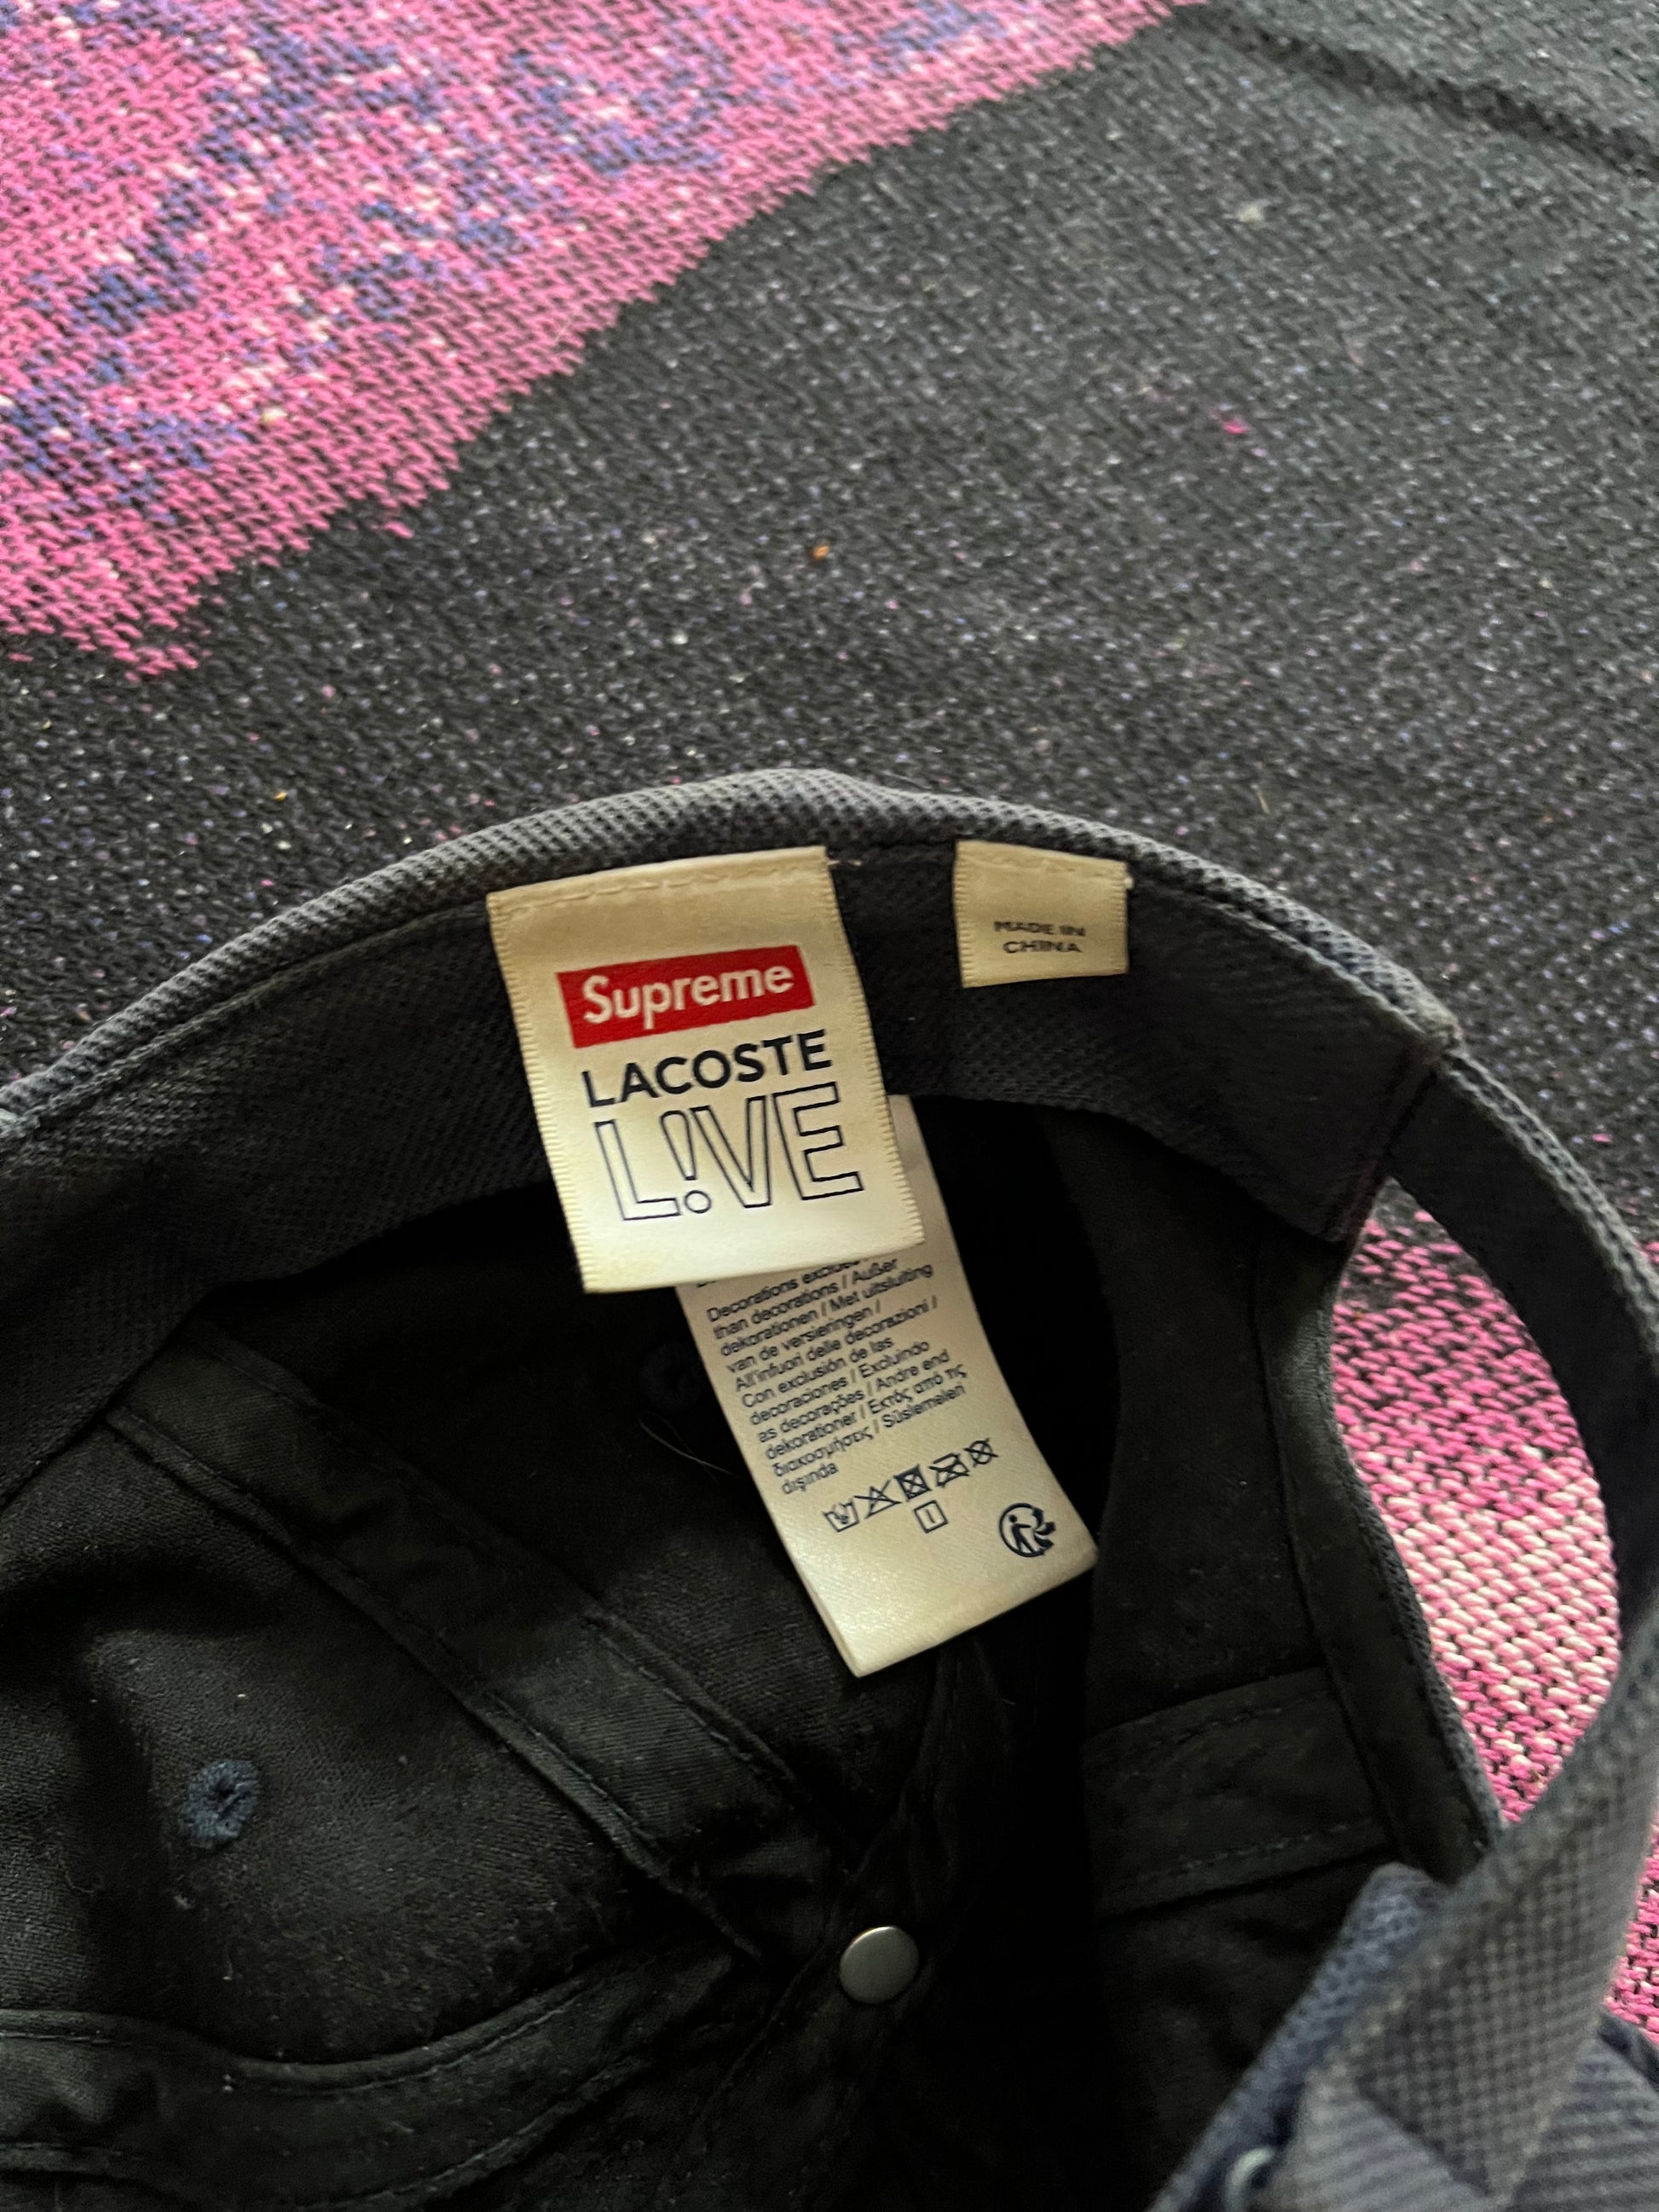 Supreme
LACOSTE
L!VE
MADE IN
CHINA
Decorations
than decorations / Außer
dekorationen / Met uitsluiting
van de versieringen /
All'infuori delle decorazioni /
Con exclusión de las
decoraciones / Excluindo
as decorações / Andre end
dekorationer / Εκτός από τις
διακοσμήσεις / Süslemeleri
dışında